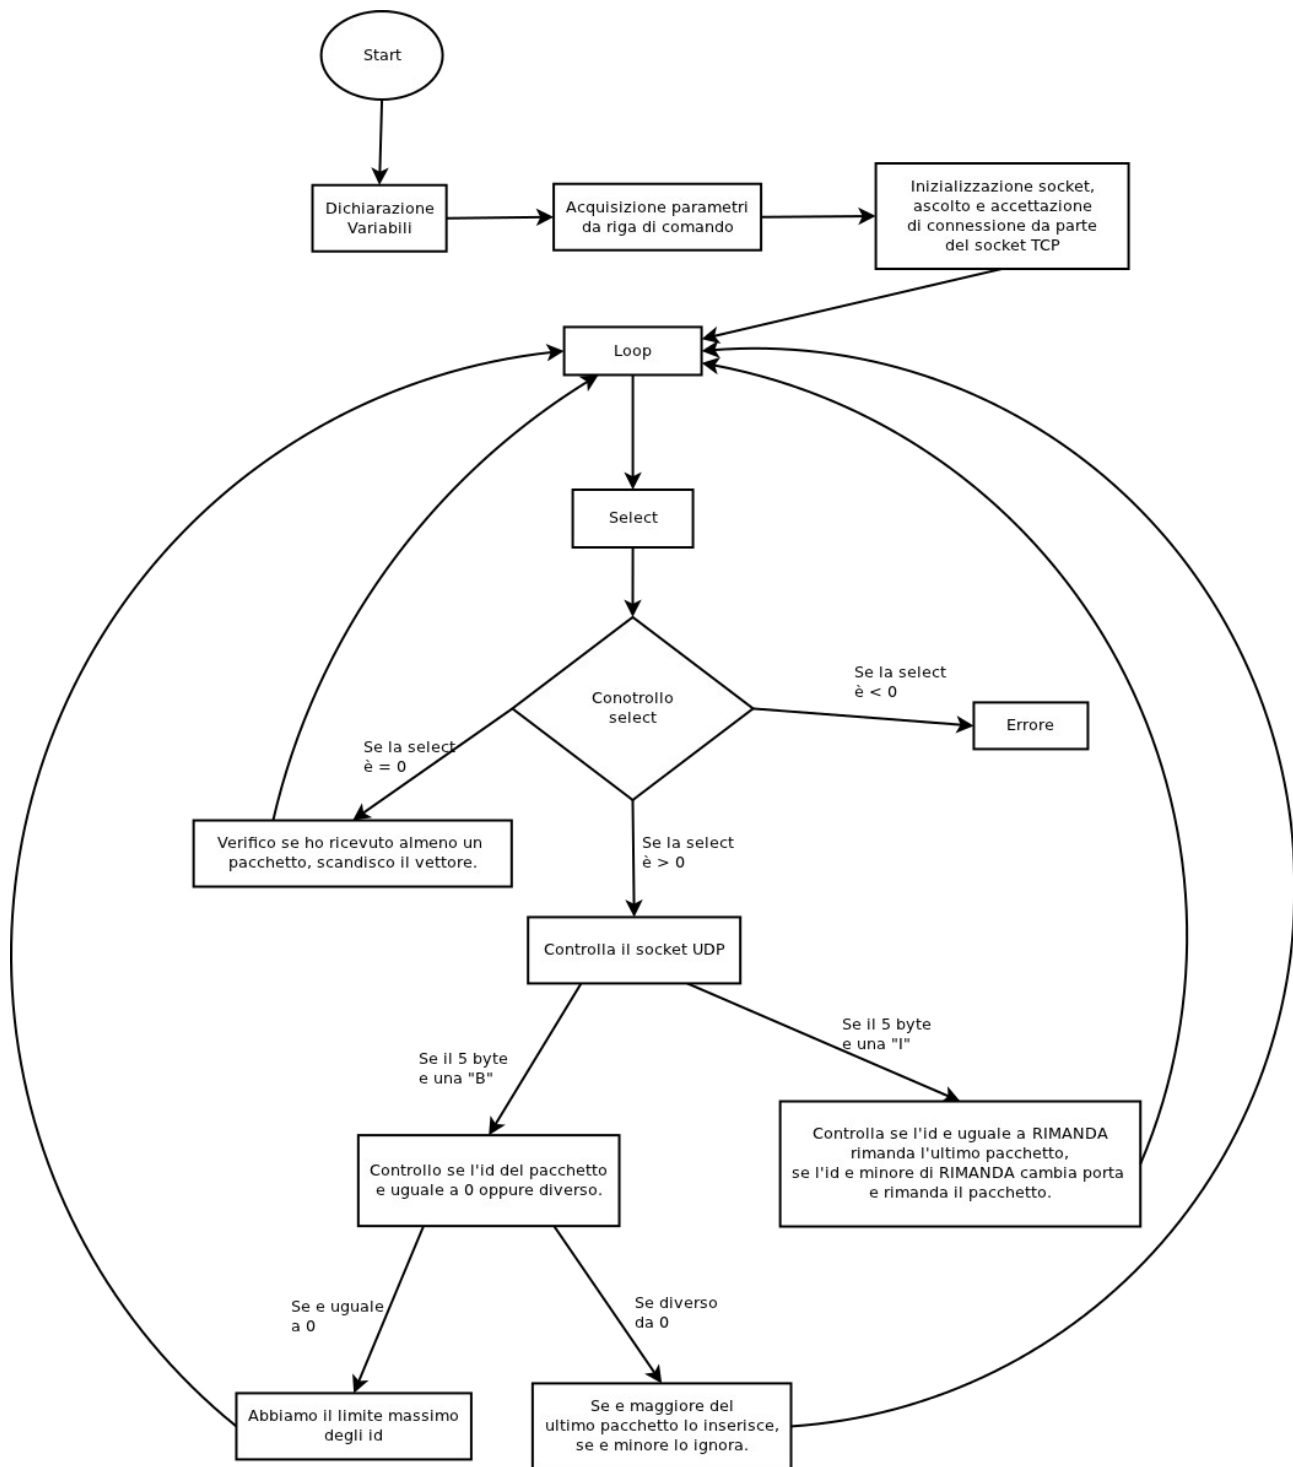 Start
Dichiarazione
Variabili
Acquisizione parametri
da riga di comando
Inizializzazione socket,
ascolto e accettazione
di connessione da parte
del socket TCP
Loop
Select
Conotrollo
select
Se la select
è < 0
Errore
Se la select
è = 0
Verifico se ho ricevuto almeno un
pacchetto, scandisco il vettore.
Se la select
è > 0
Controlla il socket UDP
Se il 5 byte
e una "B"
Se il 5 byte
e una "I"
Controllo se l'id del pacchetto
e uguale a 0 oppure diverso.
Controlla se l'id e uguale a RIMANDA
rimanda l'ultimo pacchetto,
se l'id e minore di RIMANDA cambia porta
e rimanda il pacchetto.
Se e uguale
a 0
Se diverso
da 0
Abbiamo il limite massimo
degli id
Se e maggiore del
ultimo pacchetto lo inserisce,
se e minore lo ignora.